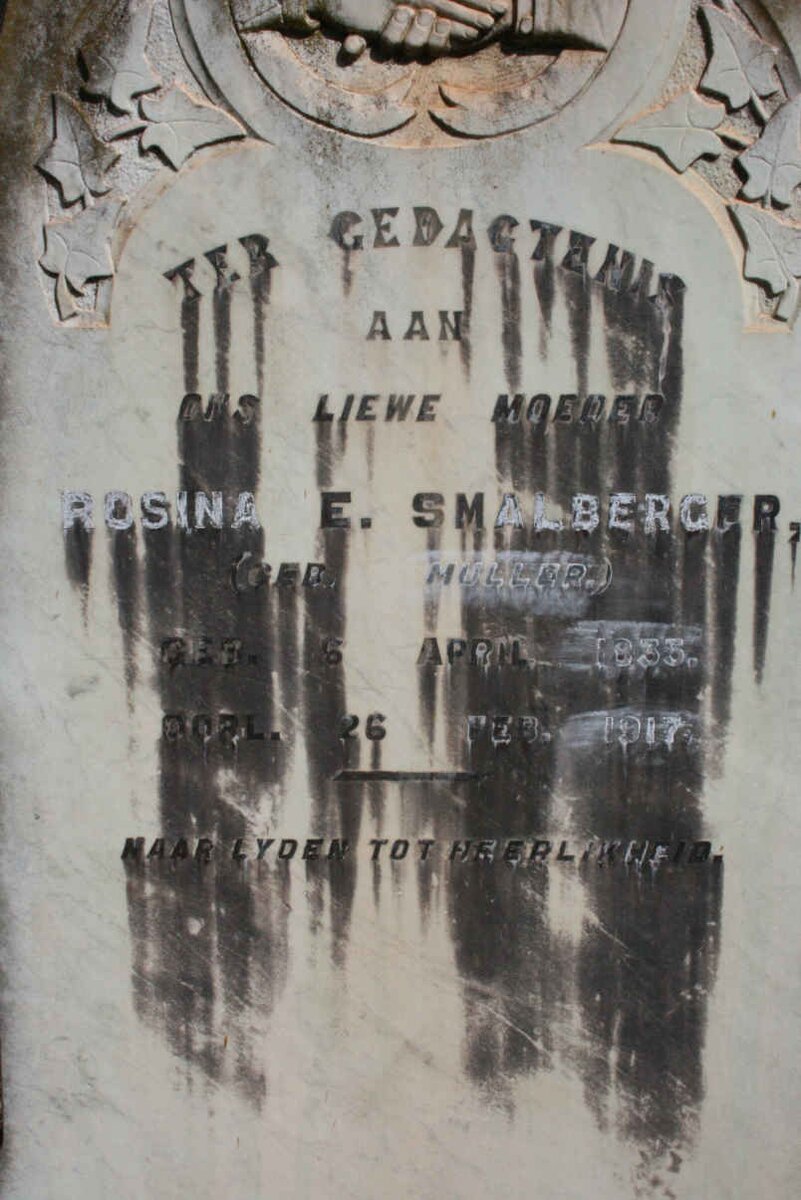 TER GEDACTENIS
AAN
ONS LIEWE MOEDER
ROSINA E. SMALBERGER,
(GEB. MULLER.)
GEB. 6 APRIL 1835.
OORL. 26 FEB. 1917.
NAAR LYDEN TOT HEERLIKHEID.